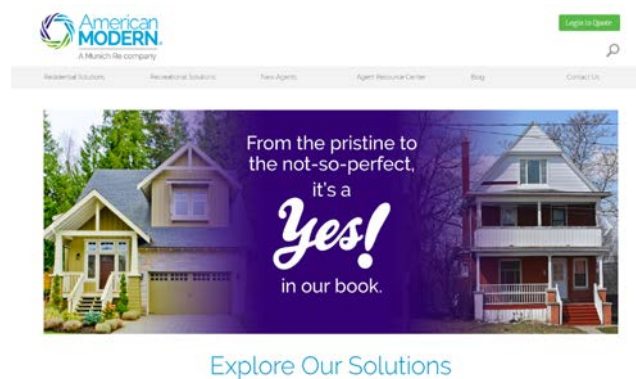 American
MODERN.
A Munich Re company
Login to Quote
Residential Solutions
Recreational Solutions
New Agents
Agent Resource Center
Blog
Contact Us
From the pristine to
the not-so-perfect,
it's a
Yes!
in our book.
Explore Our Solutions